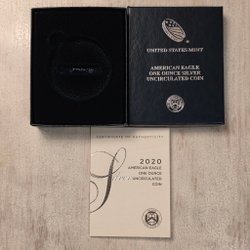 UNITED STATES MINT
AMERICAN EAGLE
ONE OUNCE SILVER
UNCIRCULATED COIN
CERTIFICATE OF AUTHENTICITY
2020
AMERICAN EAGLE
ONE OUNCE
UNCIRCULATED
COIN